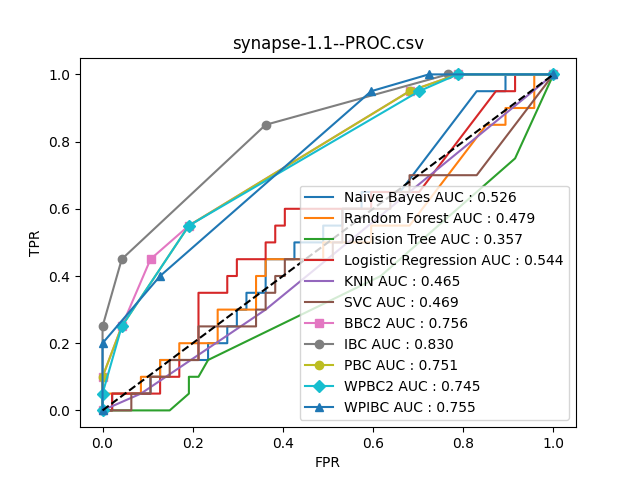 synapse-1.1--PROC.csv
TPR
1.0
0.8
0.6
0.4
0.2
0.0
Naive Bayes AUC : 0.526
Random Forest AUC : 0.479
Decision Tree AUC : 0.357
Logistic Regression AUC : 0.544
KNN AUC : 0.465
SVC AUC : 0.469
BBC2 AUC : 0.756
IBC AUC : 0.830
PBC AUC : 0.751
WPBC2 AUC : 0.745
WPIBC AUC : 0.755
0.0 0.2 0.4 0.6 0.8 1.0
FPR